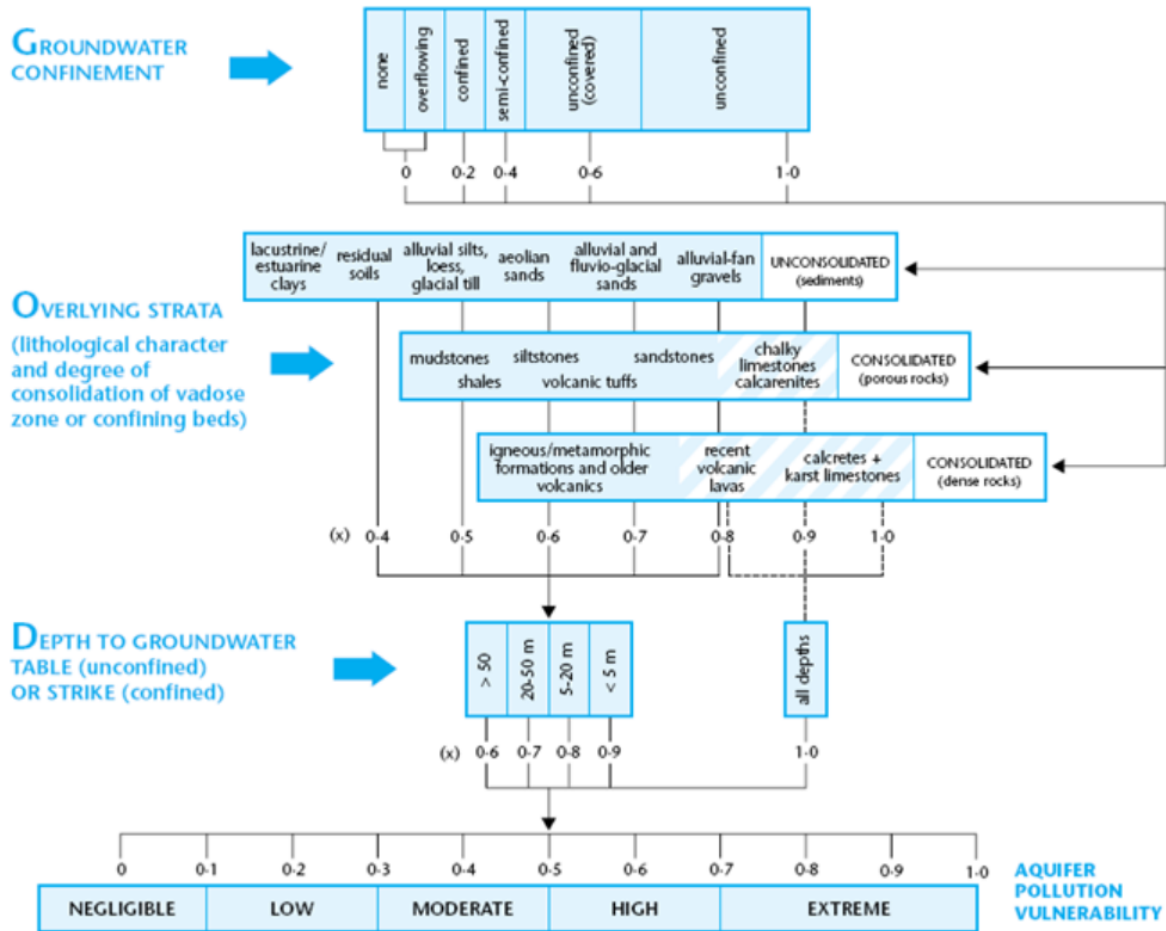 GROUNDWATER
CONFINEMENT
none
overflowing
confined
semi-confined
unconfined
(covered)
unconfined
0 0·2 0·4 0·6 1·0
OVERLYING STRATA
(lithological character
and degree of
consolidation of vadose
zone or confining beds)
lacustrine/
estuarine
clays
residual
soils
alluvial silts,
loess,
glacial till
aeolian
sands
alluvial and
fluvio-glacial
sands
alluvial-fan
gravels
UNCONSOLIDATED
(sediments)
mudstones
shales
siltstones
volcanic tuffs
sandstones
chalky
limestones
calcarenites
CONSOLIDATED
(porous rocks)
igneous/metamorphic
formations and older
volcanics
recent
volcanic
lavas
calcretes +
karst limestones
CONSOLIDATED
(dense rocks)
(x) 0·4 0·5 0·6 0·7 0·8 0·9 1·0
DEPTH TO GROUNDWATER
TABLE (unconfined)
OR STRIKE (confined)
> 50
20-50 m
5-20 m
< 5 m
all depths
(x) 0·6 0·7 0·8 0·9 1·0
0 0·1 0·2 0·3 0·4 0·5 0·6 0·7 0·8 0·9 1·0
NEGLIGIBLE LOW MODERATE HIGH EXTREME
AQUIFER
POLLUTION
VULNERABILITY